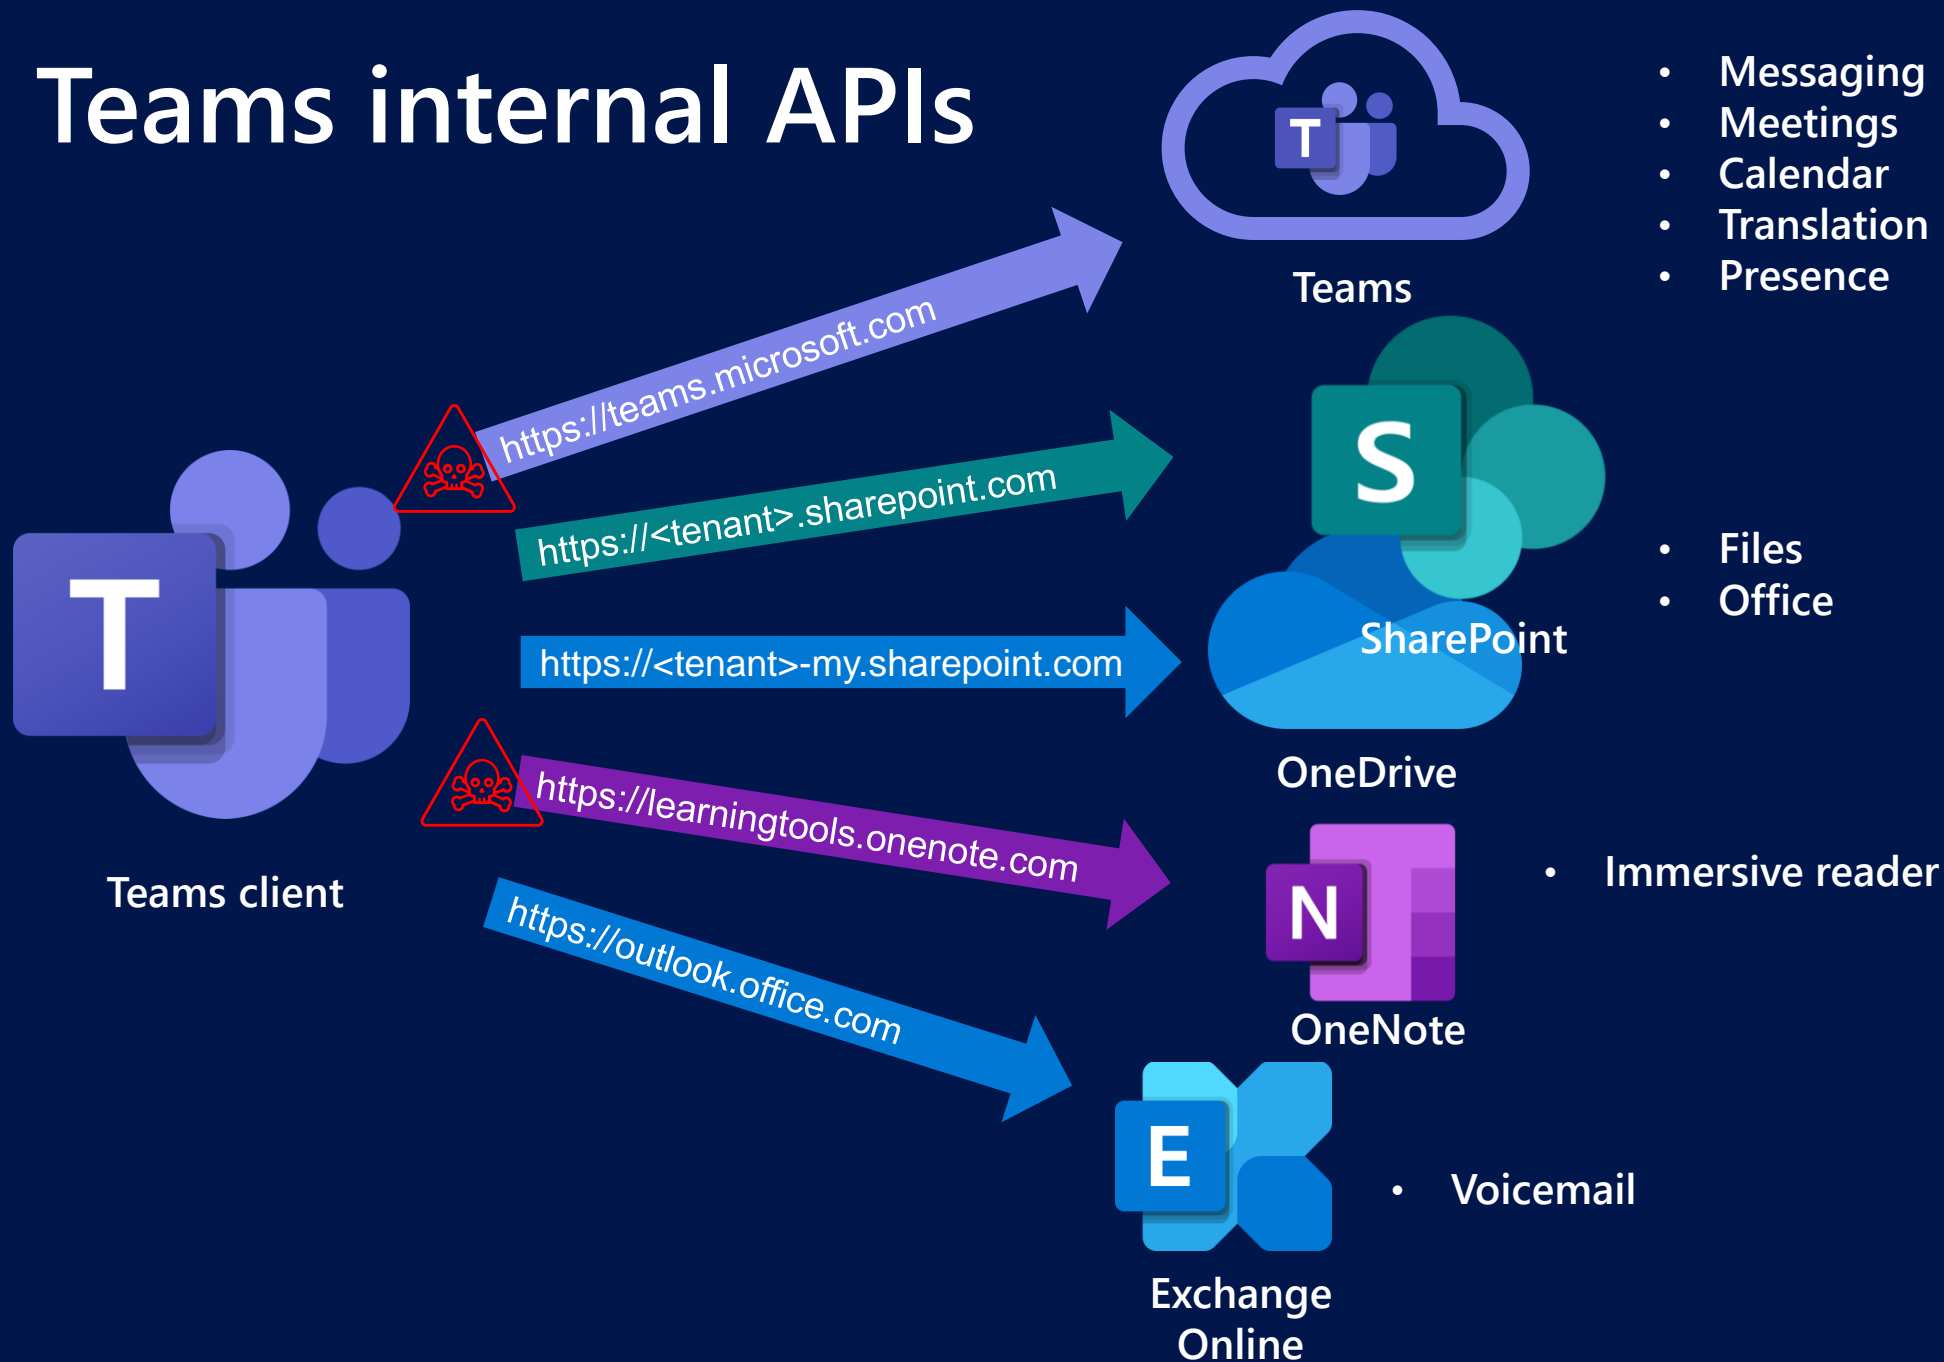 Teams internal APIs
T
Teams
• Messaging
• Meetings
• Calendar
• Translation
• Presence
https://teams.microsoft.com
https://<tenant>.sharepoint.com
S
SharePoint
• Files
• Office
T
Teams client
https://<tenant>-my.sharepoint.com
OneDrive
https://learningtools.onenote.com
N
OneNote
• Immersive reader
https://outlook.office.com
E
Exchange
Online
• Voicemail